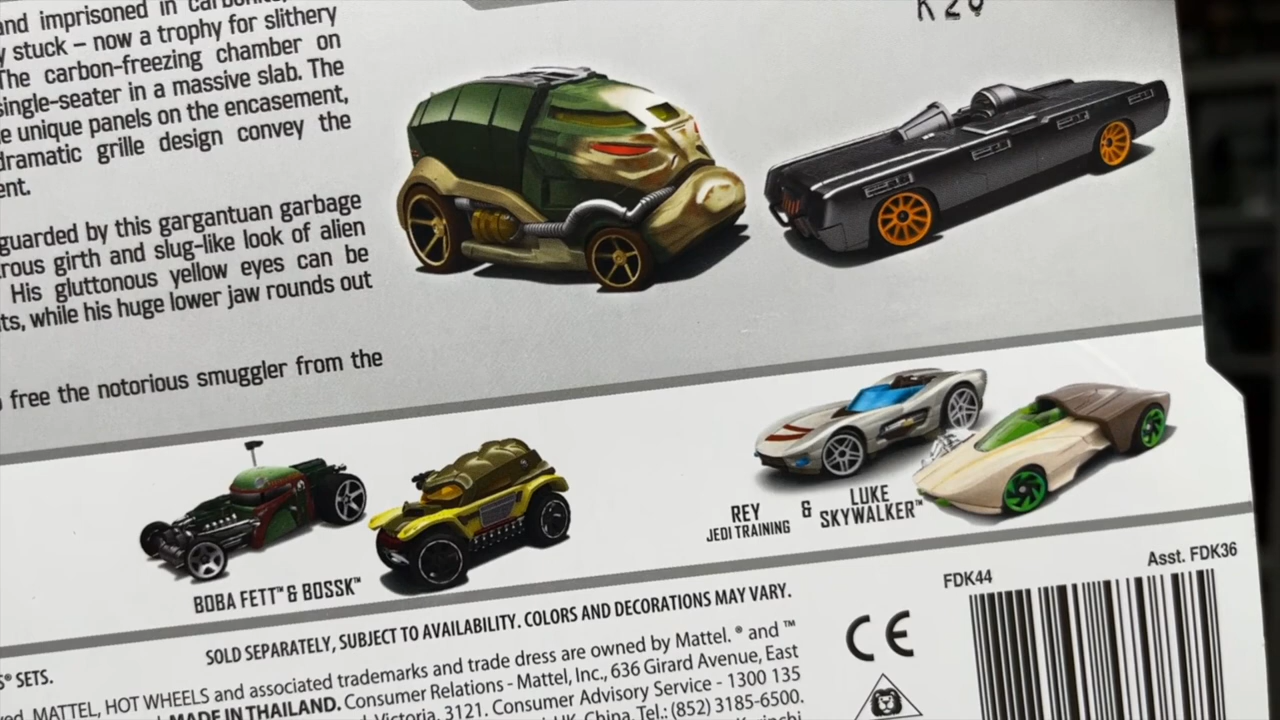 and imprisoned in carbonite,
stuck – now a trophy for slithery
The carbon-freezing chamber on
single-seater in a massive slab. The
unique panels on the encasement,
dramatic grille design convey the
K26
guarded by this gargantuan garbage
girth and slug-like look of alien
His gluttonous yellow eyes can be
while his huge lower jaw rounds out
free the notorious smuggler from the
BOBA FETT™ & BOSSK™
REY
JEDI TRAINING
&
LUKE
SKYWALKER™
SOLD SEPARATELY, SUBJECT TO AVAILABILITY. COLORS AND DECORATIONS MAY VARY.
FDK44
Asst. FDK36
CE
SETS.
MATTEL, HOT WHEELS and associated trademarks and trade dress are owned by Mattel. ® and ™
MADE IN THAILAND. Consumer Relations - Mattel, Inc., 636 Girard Avenue, East
Victoria, 3121. Consumer Advisory Service - 1300 135
China. Tel.: (852) 3185-6500.